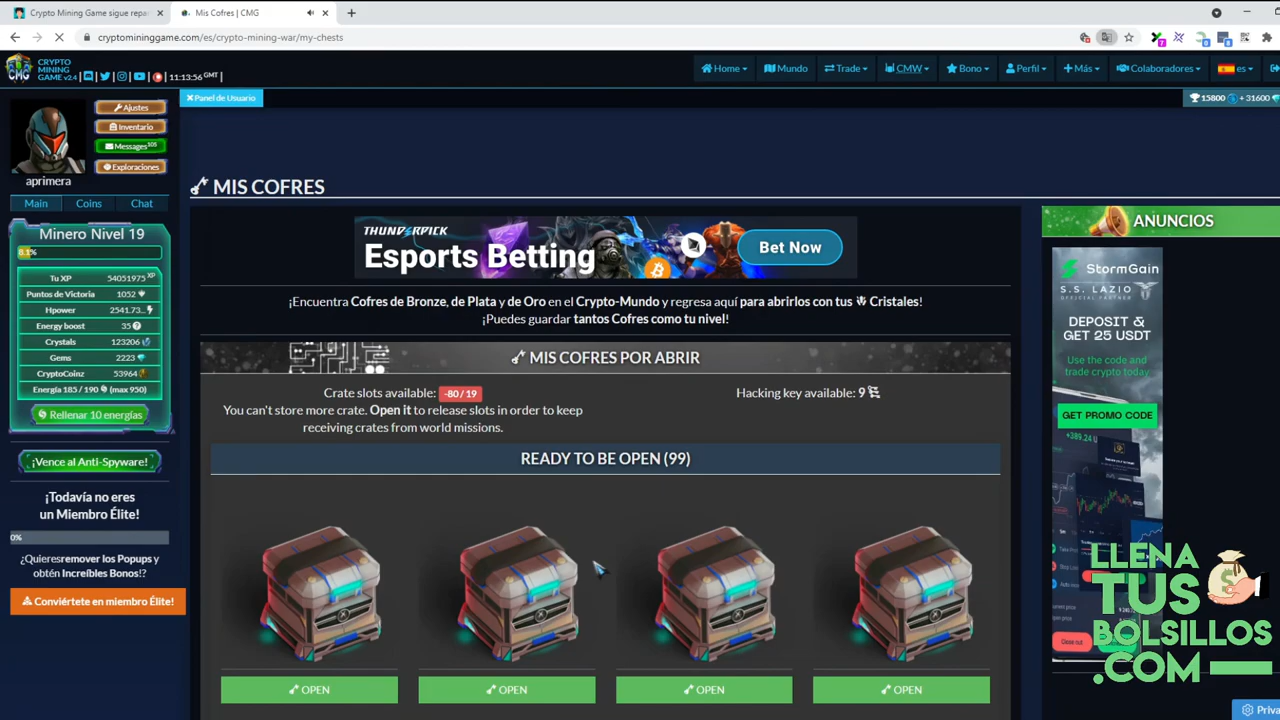 Crypto Mining Game sigue repa
Mis Cofres | CMG
cryptomininggame.com/es/crypto-mining-war/my-chests
CRYPTO
MINING
GAME v2.4
11:13:56 GMT
Home
Mundo
Trade
CMW
Bono
Perfil
+Más
Colaboradores
es
Panel de Usuario
15800 + 31600
Ajustes
Inventario
Messages 105
Exploraciones
aprimera
Main Coins Chat
Minero Nivel 19
8.1%
Tu XP 54051975 XP
Puntos de Victoria 1052
Hpower 2541.73...
Energy boost 35
Crystals 123206
Gems 2223
CryptoCoinz 53964
Energía 185 / 190 (max 950)
Rellenar 10 energías
¡Vence al Anti-Spyware!
¡Todavía no eres
un Miembro Élite!
0%
¿Quieres remover los Popups y
obtén Increíbles Bonos!?
Conviértete en miembro Élite!
MIS COFRES
THUNDERPICK
Esports Betting
Bet Now
¡Encuentra Cofres de Bronze, de Plata y de Oro en el Crypto-Mundo y regresa aquí para abrirlos con tus Cristales!
¡Puedes guardar tantos Cofres como tu nivel!
MIS COFRES POR ABRIR
Crate slots available: -80 / 19
You can't store more crate. Open it to release slots in order to keep
receiving crates from world missions.
Hacking key available: 9
READY TO BE OPEN (99)
OPEN
OPEN
OPEN
OPEN
ANUNCIOS
StormGain
S.S. LAZIO
OFFICIAL PARTNER
DEPOSIT &
GET 25 USDT
Use the code and
trade crypto today
GET PROMO CODE
+389.24
LLENA
TUS
BOLSILLOS
.COM
Priva